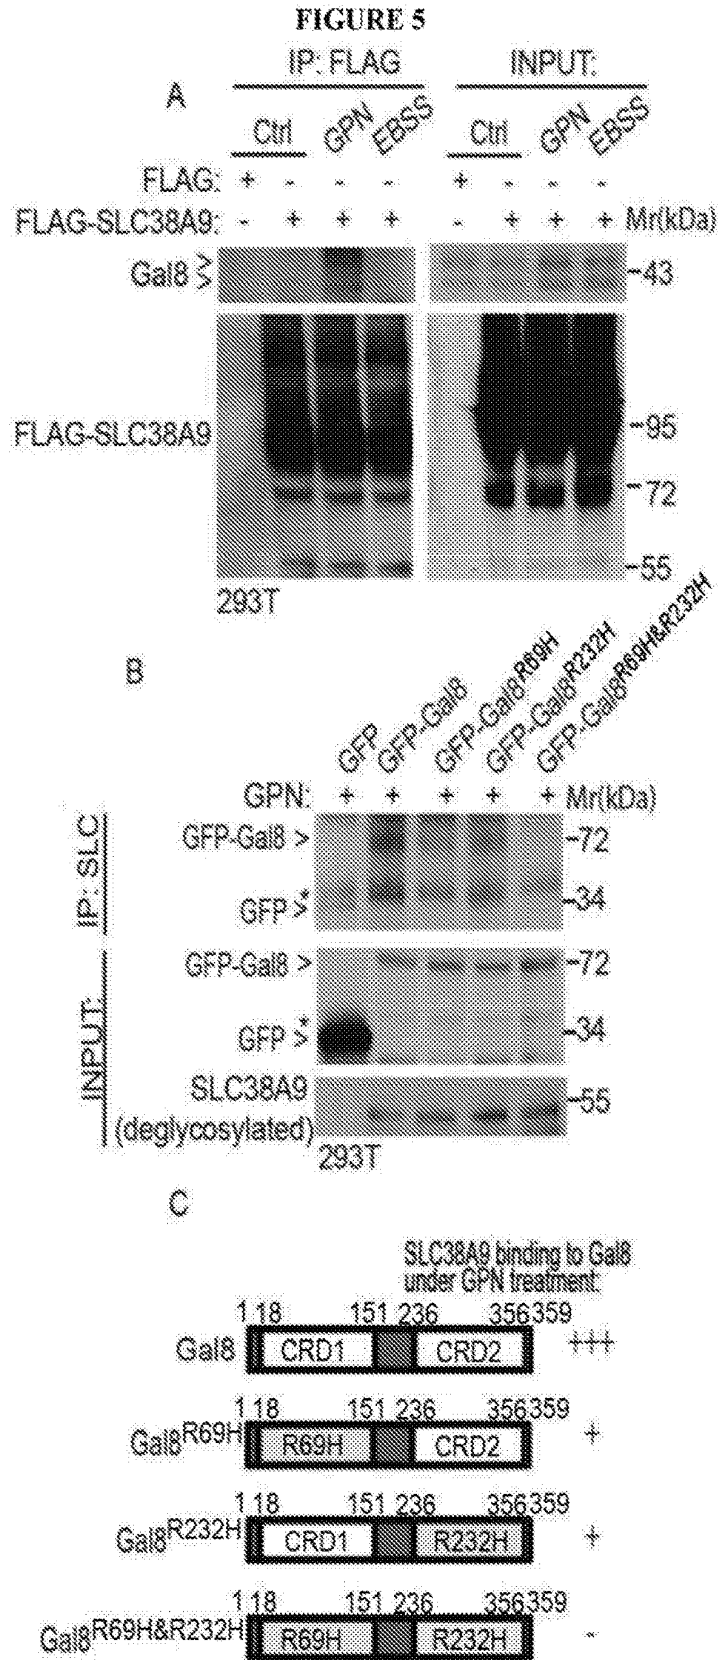 FIGURE 5
A
IP: FLAG INPUT:
Ctrl GPN EBSS Ctrl GPN EBSS
FLAG: + - - - + - - -
FLAG-SLC38A9: - + + + - + + + Mr(kDa)
Gal8 > > -43
FLAG-SLC38A9 -95
-72
-55
293T
B
GFP GFP-Gal8 GFP-Gal8R69H GFP-Gal8R232H GFP-Gal8R69H&R232H
GPN: + + + + + Mr(kDa)
IP: SLC
GFP-Gal8 > -72
*
GFP > -34
INPUT:
GFP-Gal8 > -72
*
GFP > -34
SLC38A9 -55
(deglycosylated)
293T
C
SLC38A9 binding to Gal8
under GPN treatment:
1 18 151 236 356 359
Gal8 CRD1 CRD2 +++
1 18 151 236 356 359
Gal8R69H R69H CRD2 +
1 18 151 236 356 359
Gal8R232H CRD1 R232H +
1 18 151 236 356 359
Gal8R69H&R232H R69H R232H -